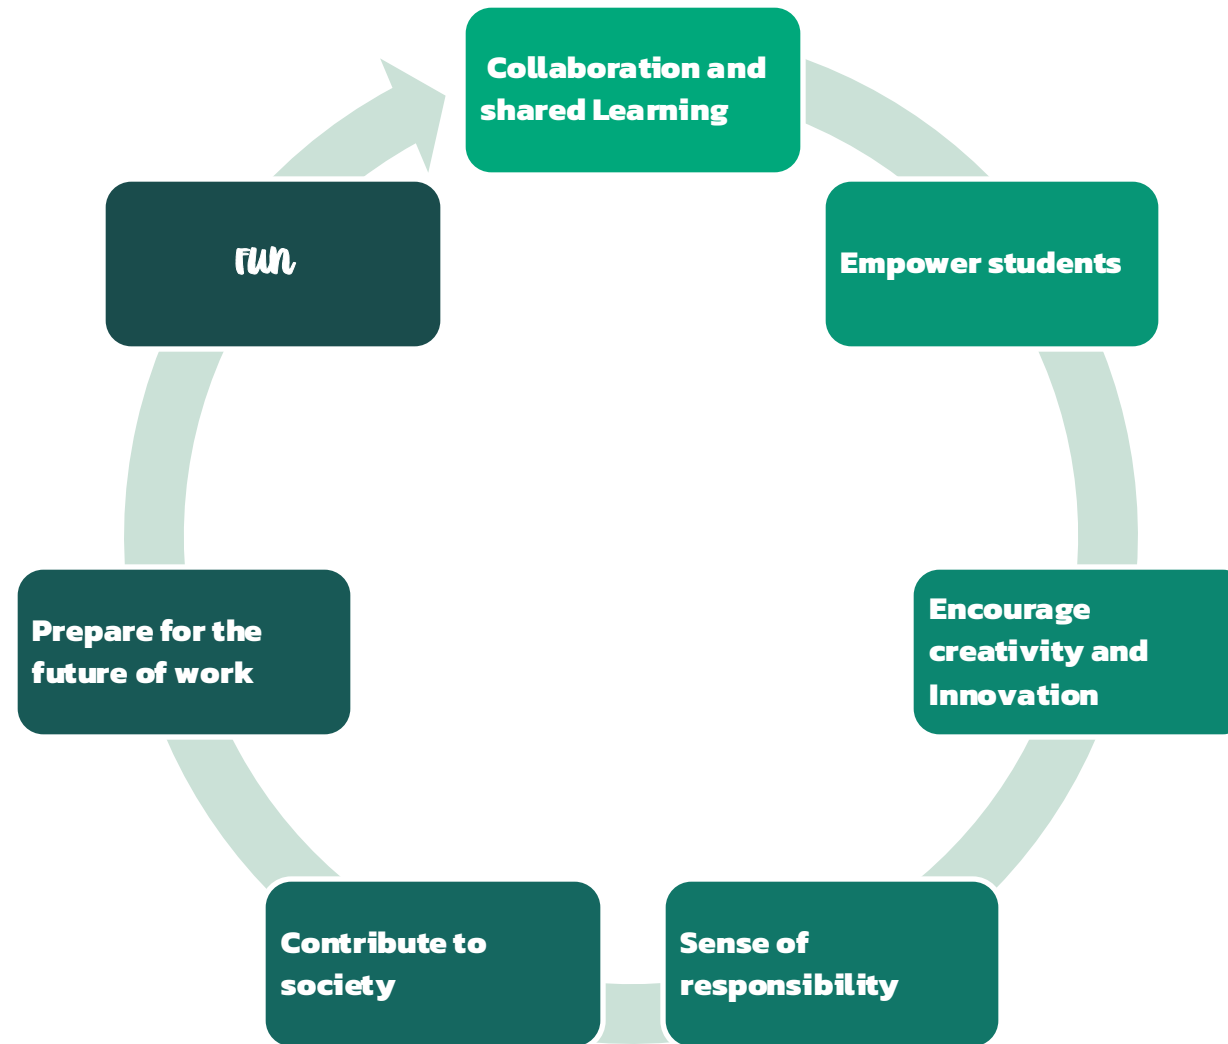 Collaboration and
shared Learning
Empower students
Encourage
creativity and
Innovation
Sense of
responsibility
Contribute to
society
Prepare for the
future of work
FUN